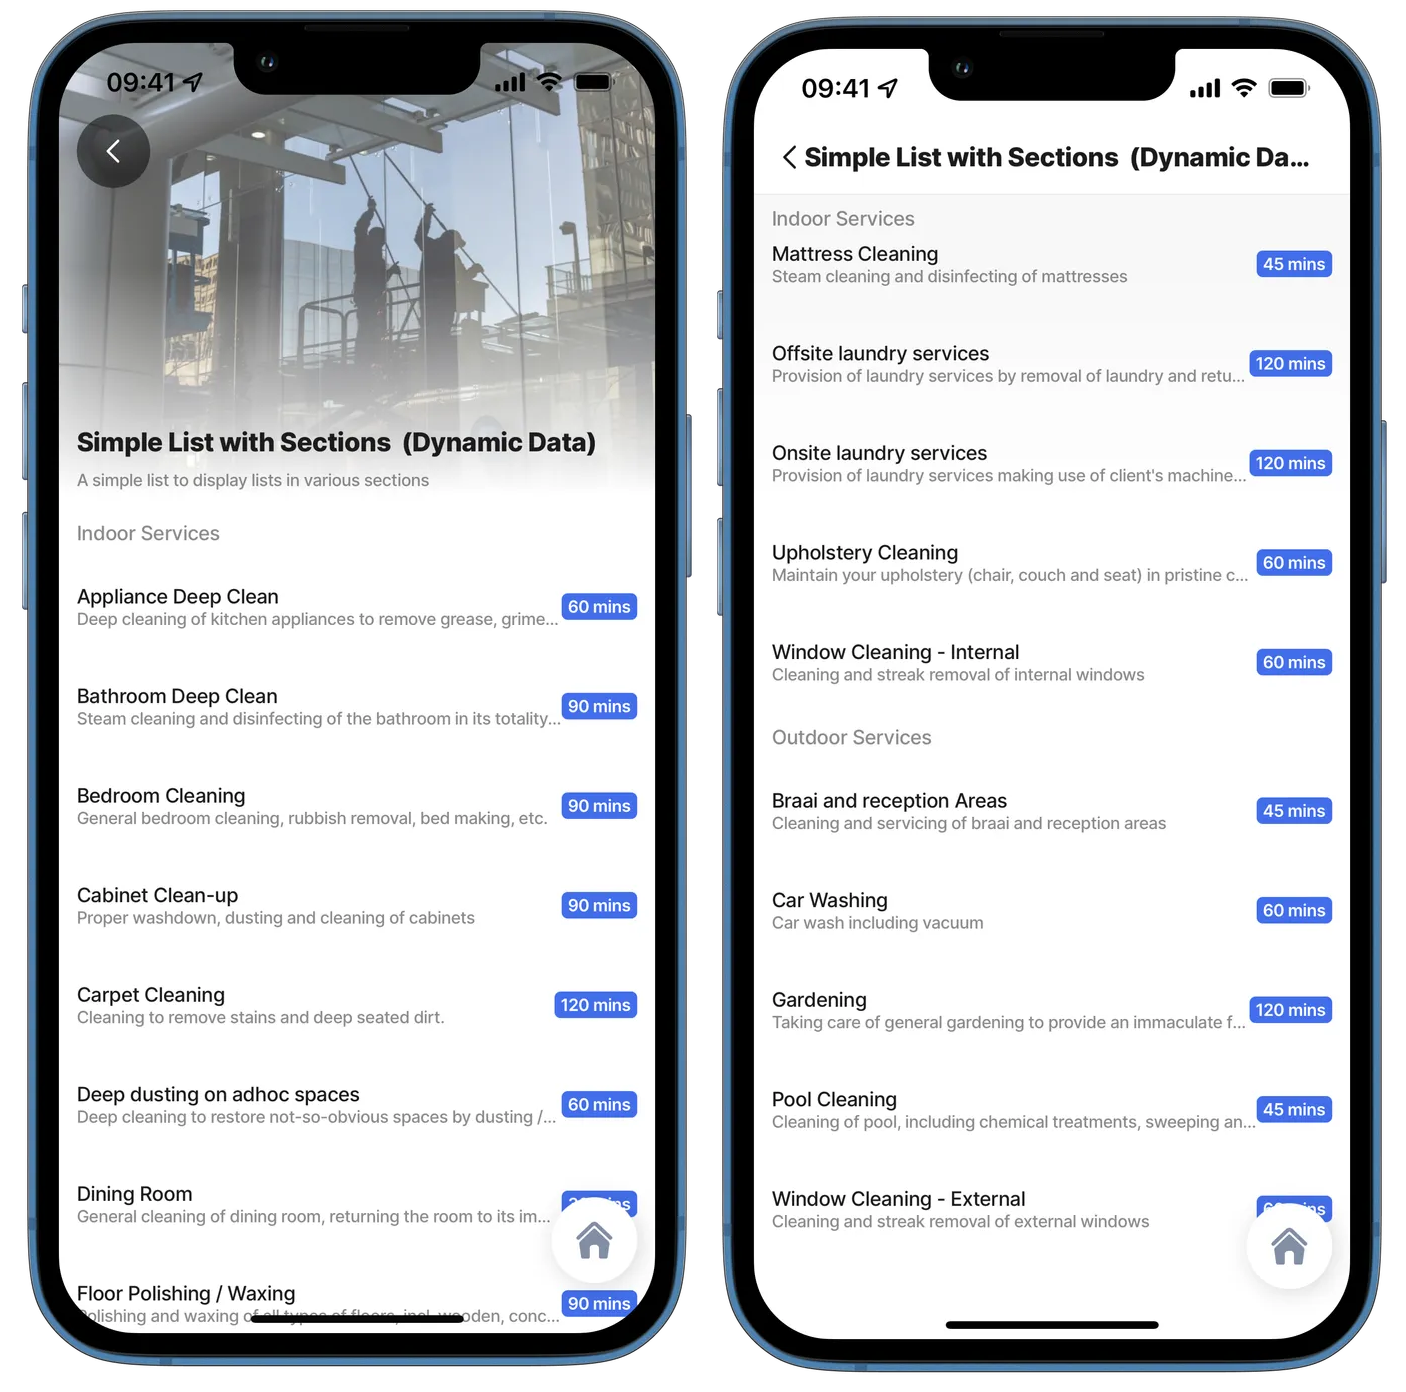 09:41
Simple List with Sections (Dynamic Data)
A simple list to display lists in various sections
Indoor Services
Appliance Deep Clean
Deep cleaning of kitchen appliances to remove grease, grime...
60 mins
Bathroom Deep Clean
Steam cleaning and disinfecting of the bathroom in its totality...
90 mins
Bedroom Cleaning
General bedroom cleaning, rubbish removal, bed making, etc.
90 mins
Cabinet Clean-up
Proper washdown, dusting and cleaning of cabinets
90 mins
Carpet Cleaning
Cleaning to remove stains and deep seated dirt.
120 mins
Deep dusting on adhoc spaces
Deep cleaning to restore not-so-obvious spaces by dusting /...
60 mins
Dining Room
General cleaning of dining room, returning the room to its im...
Floor Polishing / Waxing
Polishing and waxing of all types of floors, incl. wooden, conc...
90 mins
09:41
Simple List with Sections (Dynamic Da...
Indoor Services
Mattress Cleaning
Steam cleaning and disinfecting of mattresses
45 mins
Offsite laundry services
Provision of laundry services by removal of laundry and retu...
120 mins
Onsite laundry services
Provision of laundry services making use of client's machine...
120 mins
Upholstery Cleaning
Maintain your upholstery (chair, couch and seat) in pristine c...
60 mins
Window Cleaning - Internal
Cleaning and streak removal of internal windows
60 mins
Outdoor Services
Braai and reception Areas
Cleaning and servicing of braai and reception areas
45 mins
Car Washing
Car wash including vacuum
60 mins
Gardening
Taking care of general gardening to provide an immaculate f...
120 mins
Pool Cleaning
Cleaning of pool, including chemical treatments, sweeping an...
45 mins
Window Cleaning - External
Cleaning and streak removal of external windows